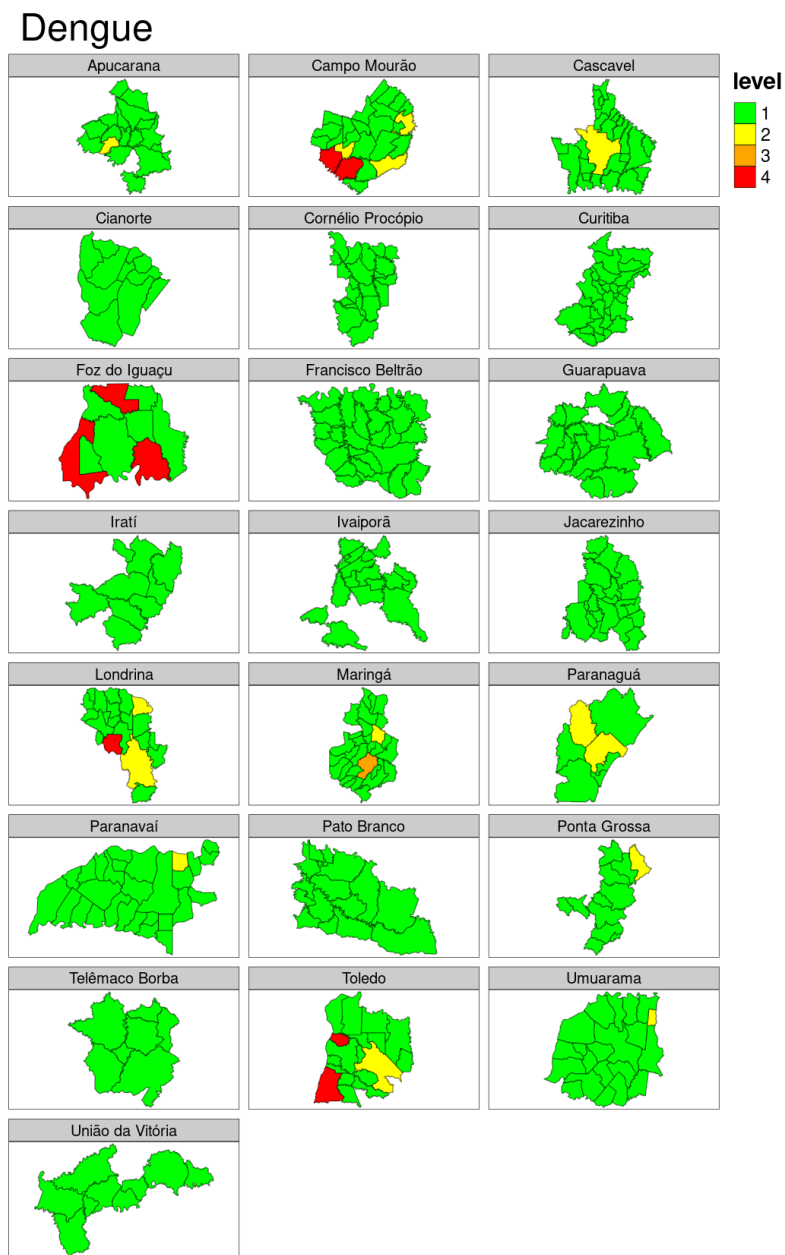 Dengue
Apucarana
Campo Mourão
Cascavel
level
1
2
3
4
Cianorte
Cornélio Procópio
Curitiba
Foz do Iguaçu
Francisco Beltrão
Guarapuava
Iratí
Ivaiporã
Jacarezinho
Londrina
Maringá
Paranaguá
Paranavaí
Pato Branco
Ponta Grossa
Telêmaco Borba
Toledo
Umuarama
União da Vitória